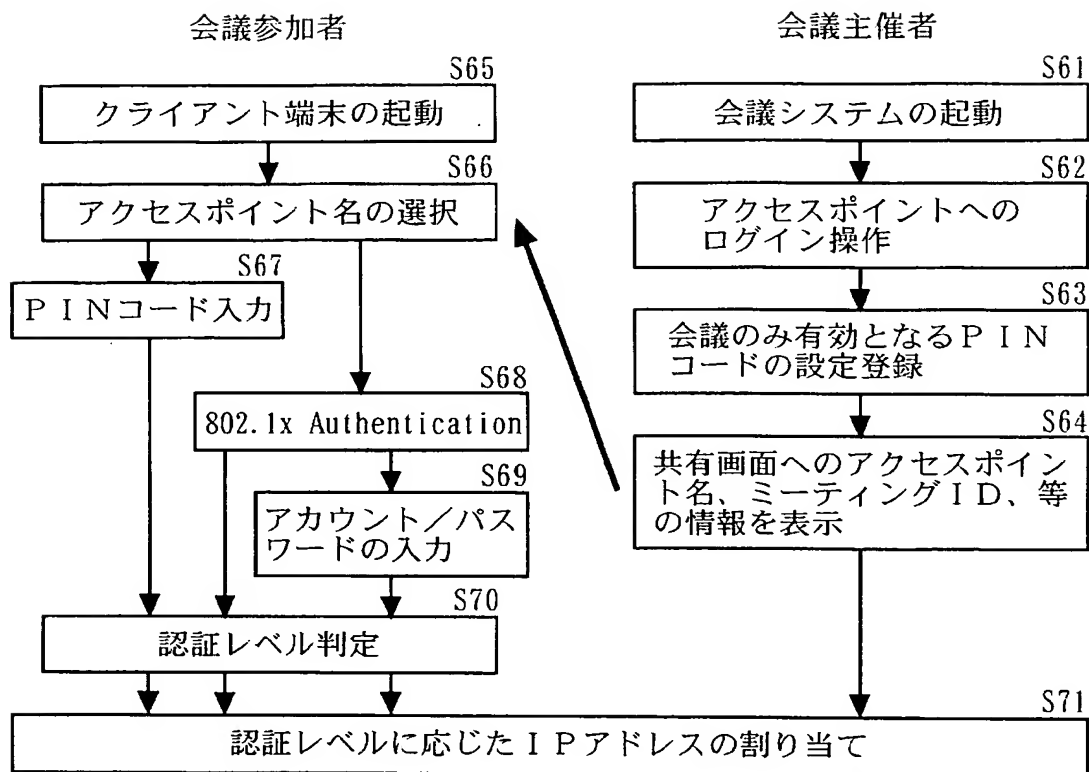 会議参加者
S65
クライアント端末の起動
S66
アクセスポイント名の選択
S67
PINコード入力
S68
802.1x Authentication
S69
アカウント/パス
ワードの入力
S70
認証レベル判定
会議主催者
S61
会議システムの起動
S62
アクセスポイントへの
ログイン操作
S63
会議のみ有効となるPIN
コードの設定登録
S64
共有画面へのアクセスポイン
ト名、ミーティングID、等
の情報を表示
S71
認証レベルに応じたIPアドレスの割り当て